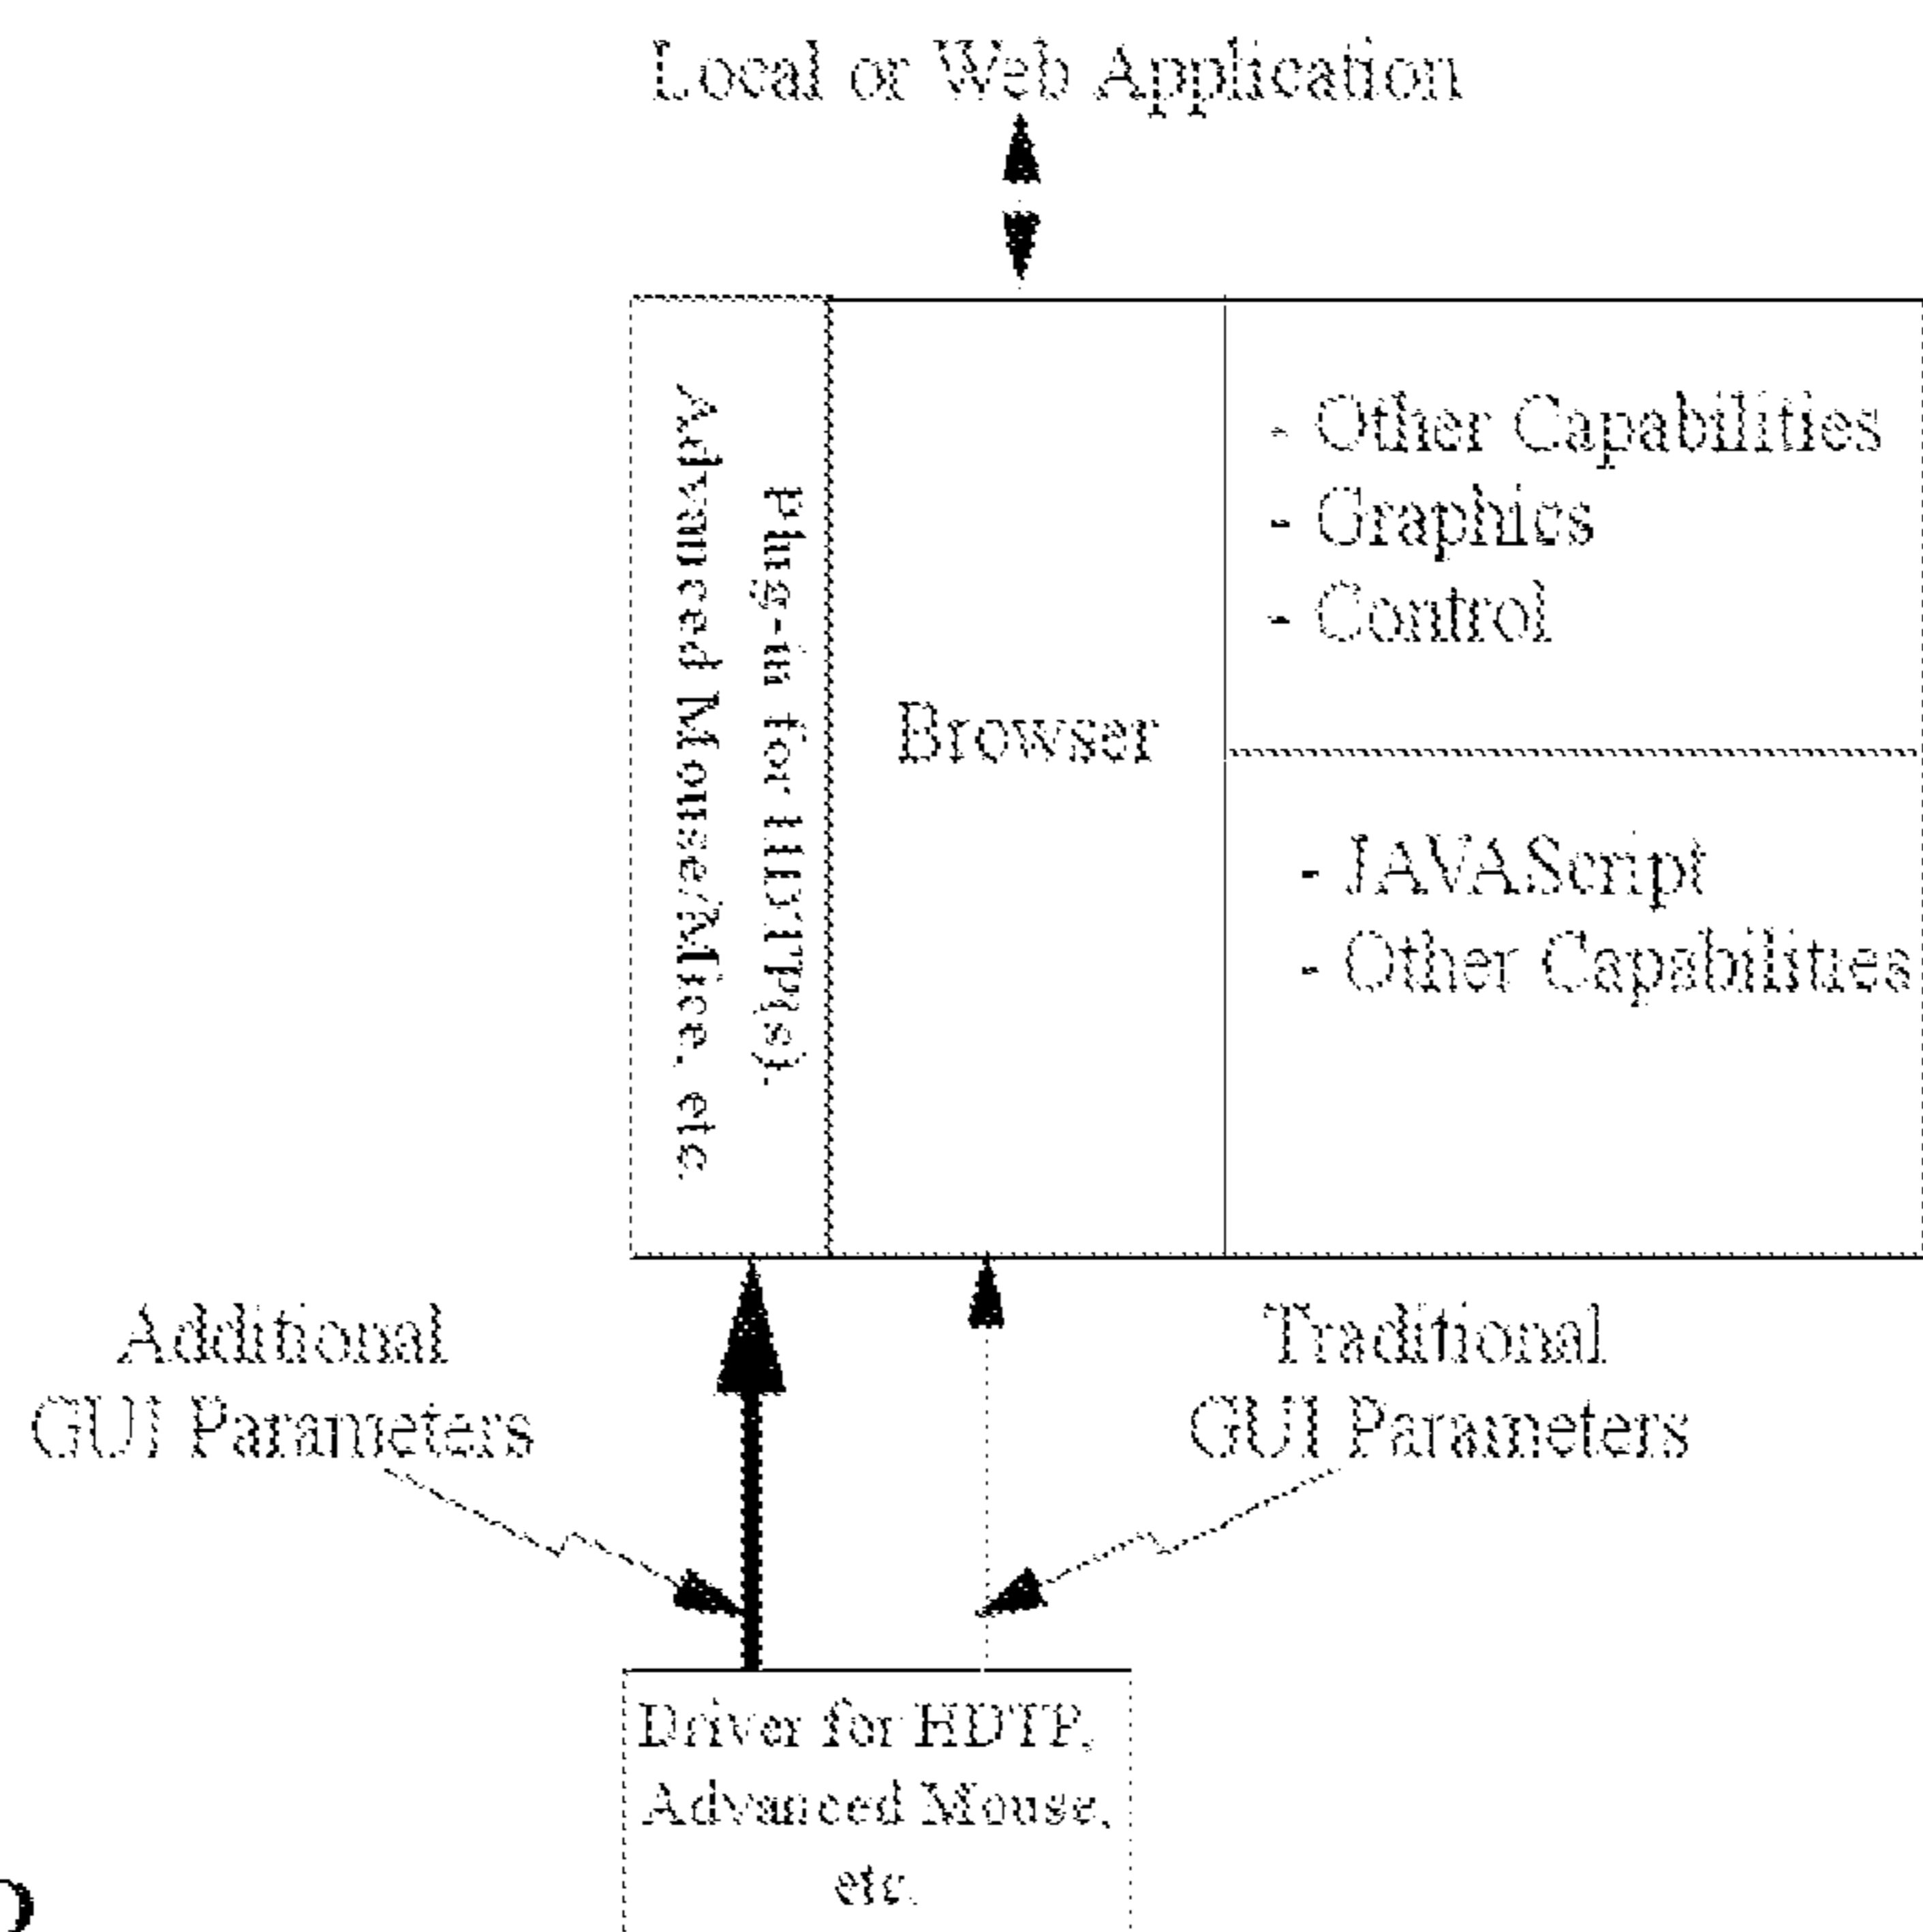 Local or Web Application
Plug-in for HDTP(s).
Advanced Mouse/Mice, etc.
Browser
- Other Capabilities
- Graphics
- Control
- JAVAScript
- Other Capabilities
Additional
GUI Parameters
Traditional
GUI Parameters
Driver for HDTP,
Advanced Mouse,
etc.